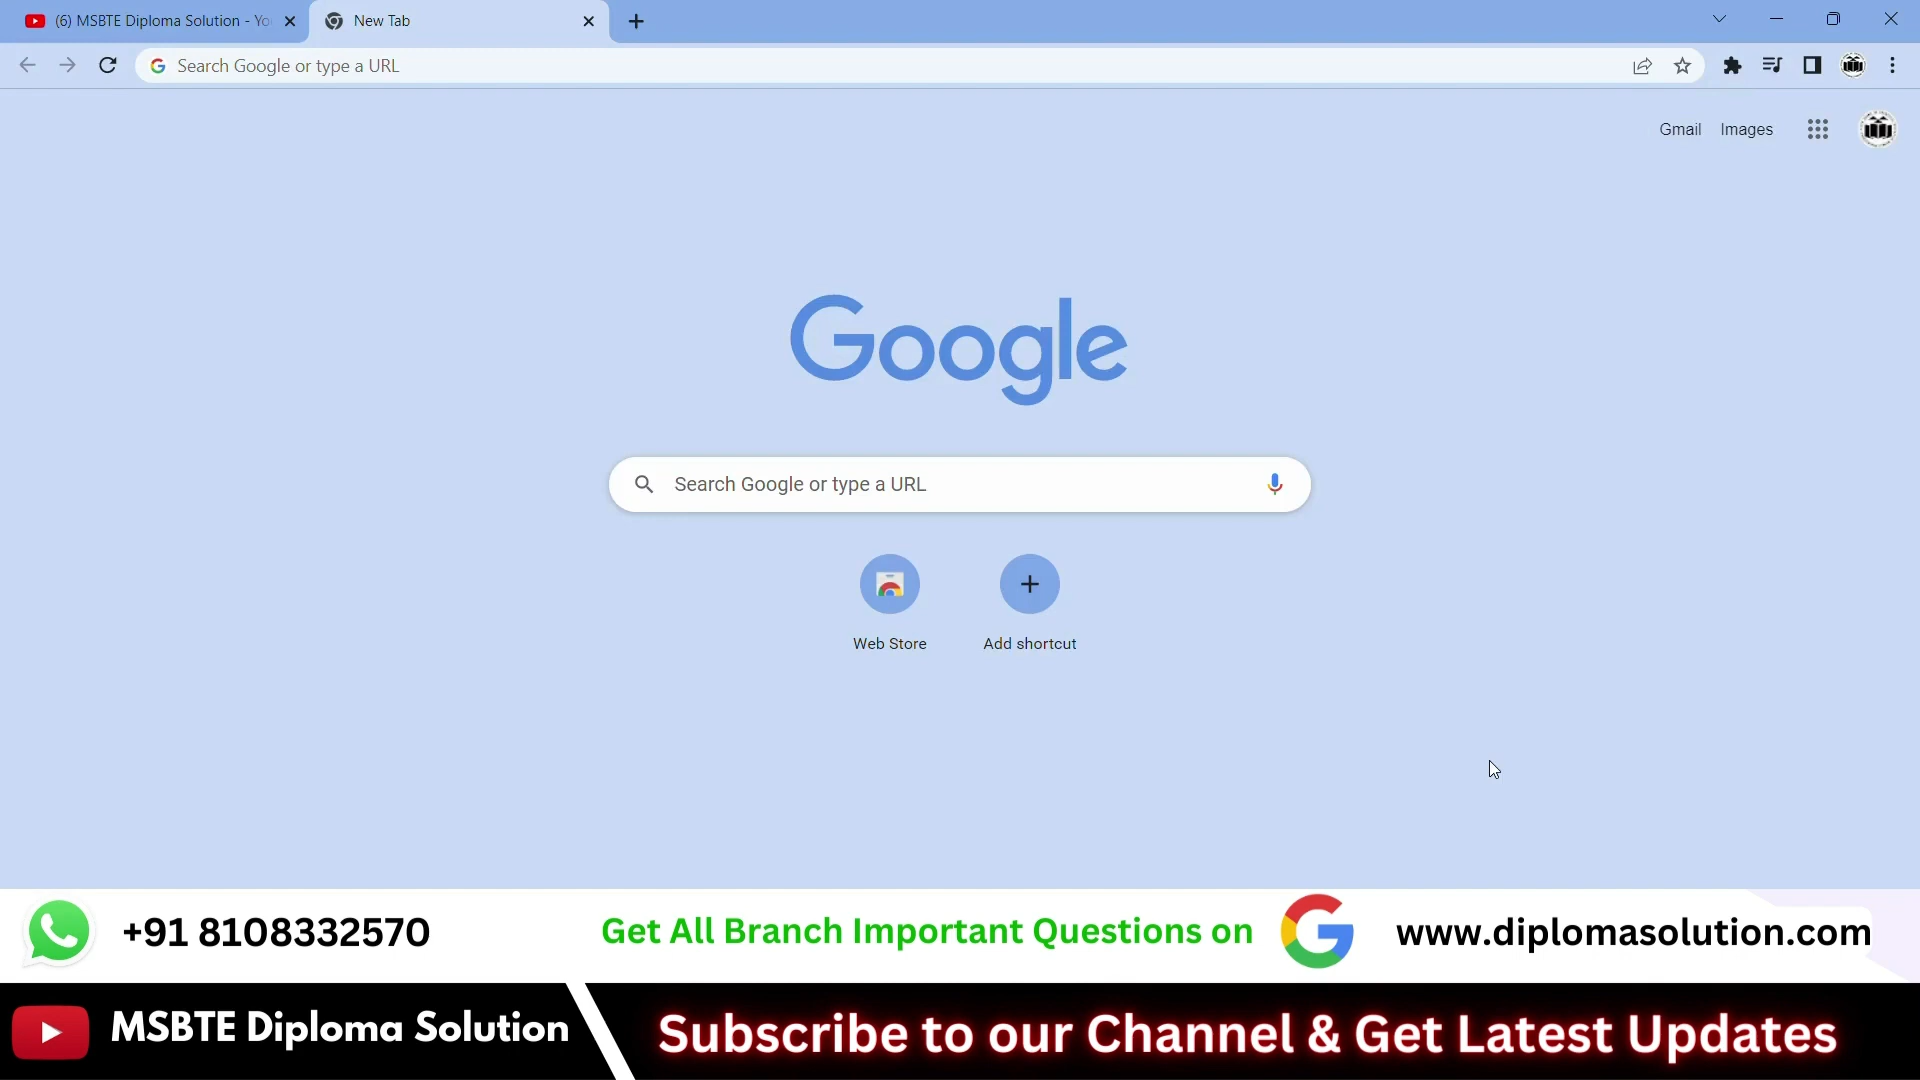 (6) MSBTE Diploma Solution - Yo
New Tab
Search Google or type a URL
Gmail
Images
Google
Search Google or type a URL
Web Store
Add shortcut
+91 8108332570
Get All Branch Important Questions on
www.diplomasolution.com
MSBTE Diploma Solution
Subscribe to our Channel & Get Latest Updates